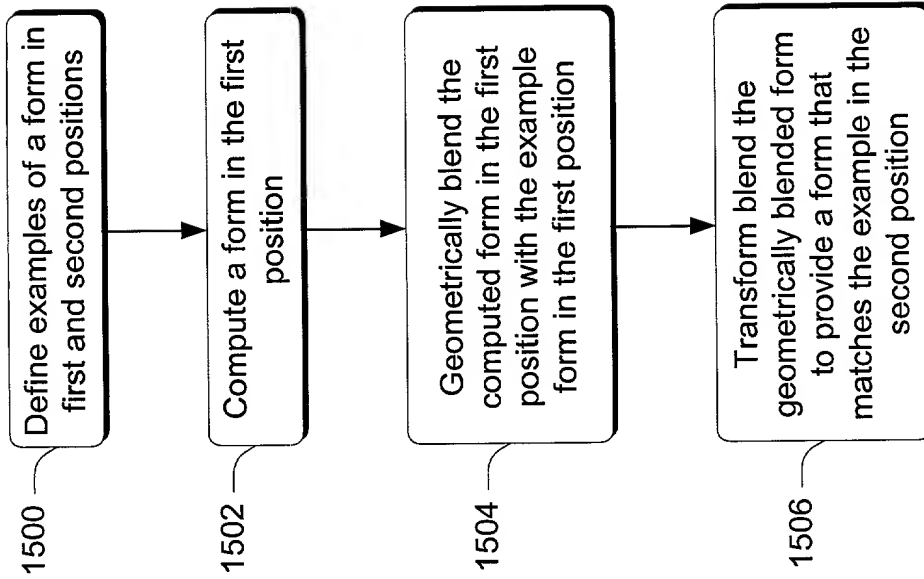 1500
Define examples of a form in
first and second positions
1502
Compute a form in the first
position
1504
Geometrically blend the
computed form in the first
position with the example
form in the first position
1506
Transform blend the
geometrically blended form
to provide a form that
matches the example in the
second position